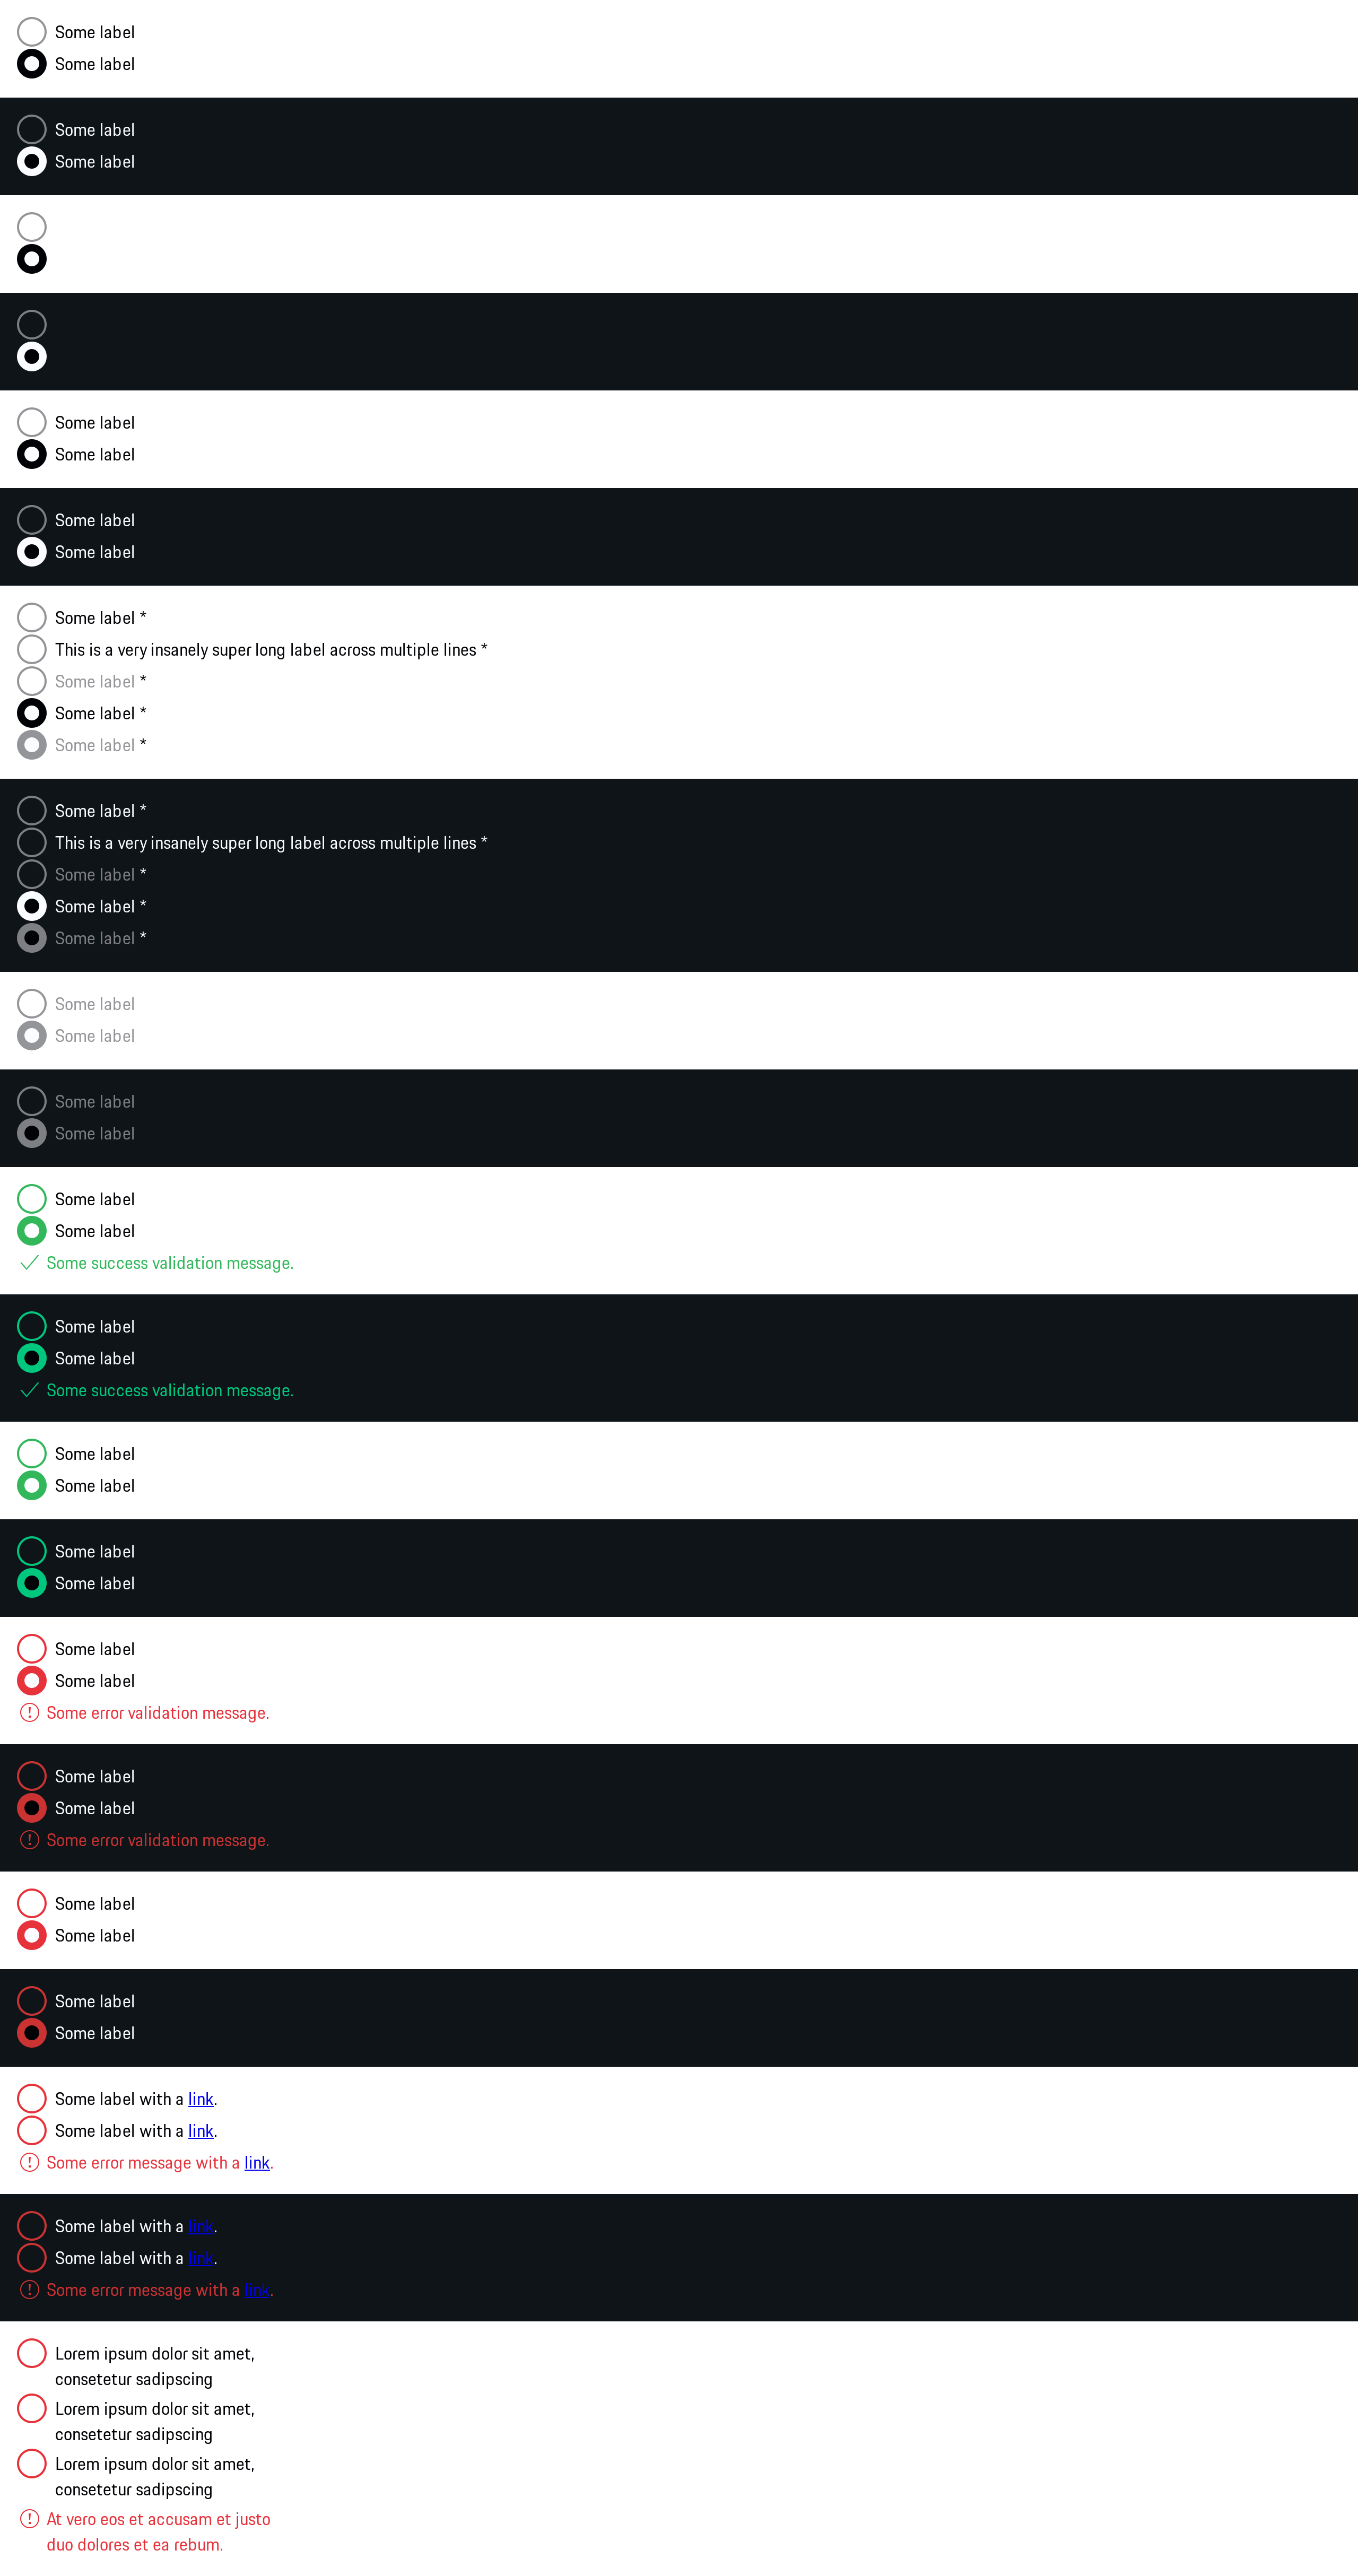 Some label
Some label
Some label
Some label
Some label
Some label
Some label
Some label
Some label *
This is a very insanely super long label across multiple lines *
Some label *
Some label *
Some label *
Some label *
This is a very insanely super long label across multiple lines *
Some label *
Some label *
Some label *
Some label
Some label
Some label
Some label
Some label
Some label
Some success validation message.
Some label
Some label
Some success validation message.
Some label
Some label
Some label
Some label
Some label
Some label
Some error validation message.
Some label
Some label
Some error validation message.
Some label
Some label
Some label
Some label
Some label with a link.
Some label with a link.
Some error message with a link.
Some label with a link.
Some label with a link.
Some error message with a link.
Lorem ipsum dolor sit amet,
consetetur sadipscing
Lorem ipsum dolor sit amet,
consetetur sadipscing
Lorem ipsum dolor sit amet,
consetetur sadipscing
At vero eos et accusam et justo
duo dolores et ea rebum.